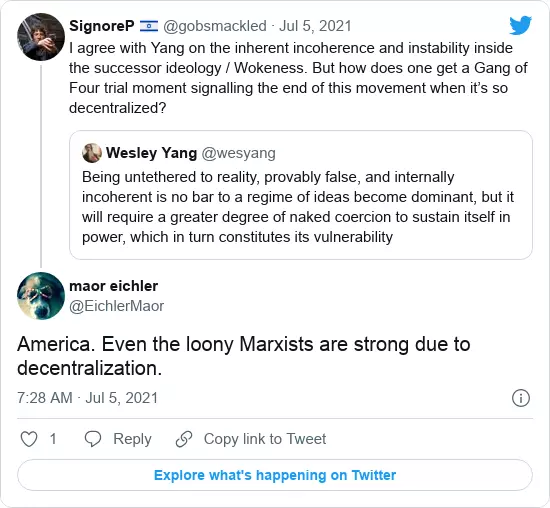 SignoreP 🇮🇱 @gobsmackled · Jul 5, 2021
I agree with Yang on the inherent incoherence and instability inside
the successor ideology / Wokeness. But how does one get a Gang of
Four trial moment signalling the end of this movement when it’s so
decentralized?
Wesley Yang @wesyang
Being untethered to reality, provably false, and internally
incoherent is no bar to a regime of ideas become dominant, but it
will require a greater degree of naked coercion to sustain itself in
power, which in turn constitutes its vulnerability
maor eichler
@EichlerMaor
America. Even the loony Marxists are strong due to
decentralization.
7:28 AM · Jul 5, 2021
1 Reply Copy link to Tweet
Explore what's happening on Twitter